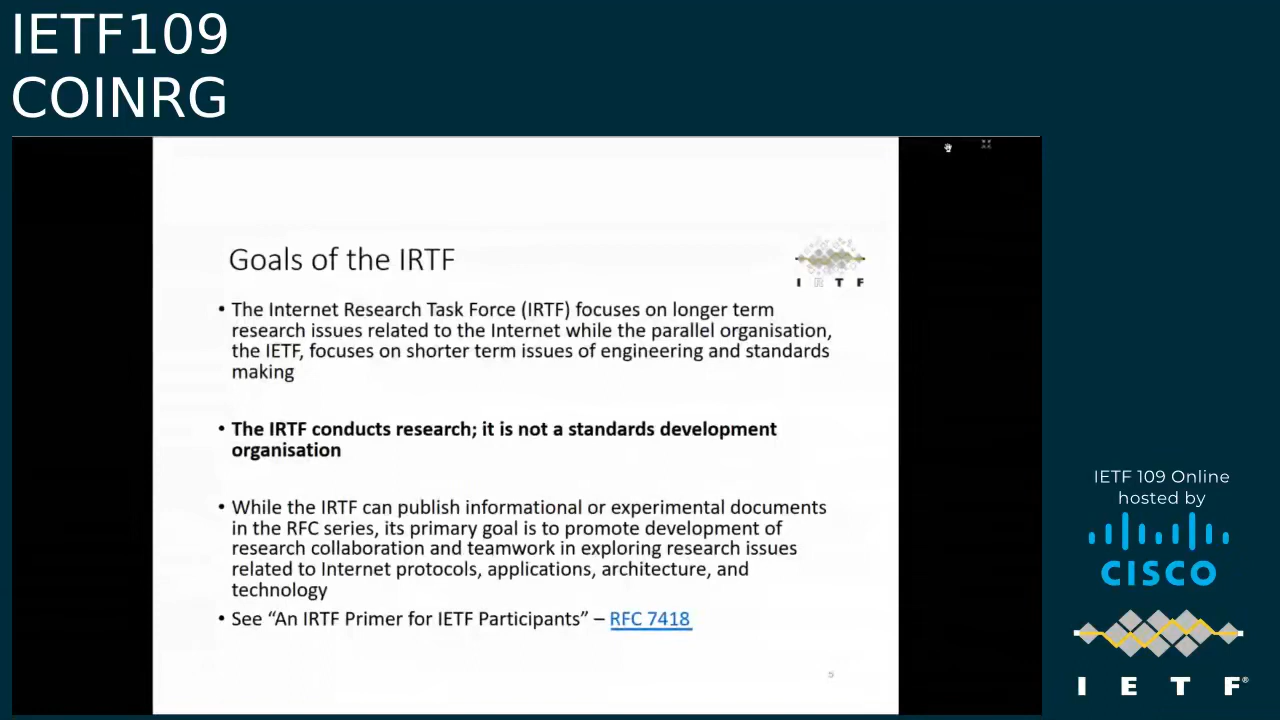 IETF109
COINRG
Goals of the IRTF
I R T F
• The Internet Research Task Force (IRTF) focuses on longer term
research issues related to the Internet while the parallel organisation,
the IETF, focuses on shorter term issues of engineering and standards
making
• The IRTF conducts research; it is not a standards development
organisation
• While the IRTF can publish informational or experimental documents
in the RFC series, its primary goal is to promote development of
research collaboration and teamwork in exploring research issues
related to Internet protocols, applications, architecture, and
technology
• See “An IRTF Primer for IETF Participants” – RFC 7418
5
IETF 109 Online
hosted by
CISCO
I E T F®